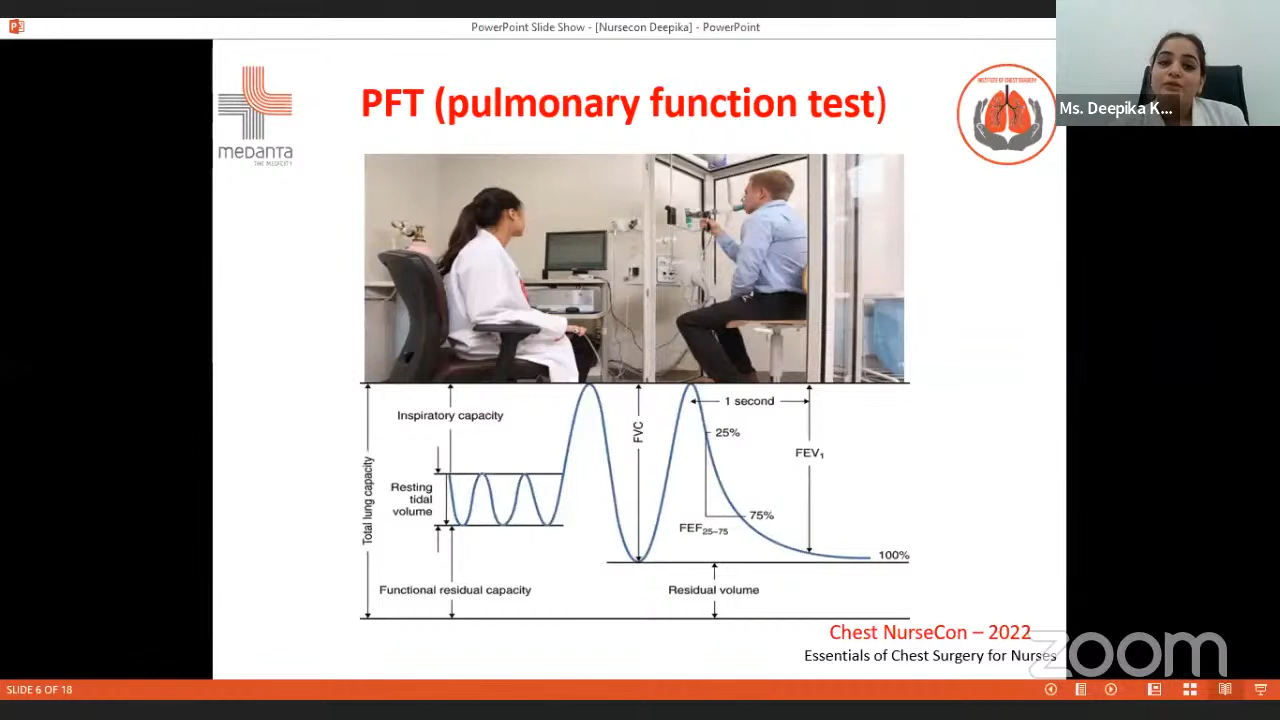 PowerPoint Slide Show - [Nursecon Deepika] - PowerPoint
medanta
THE MEDICITY
PFT (pulmonary function test)
INSTITUTE OF CHEST SURGERY
Ms. Deepika K...
Inspiratory capacity
Resting
tidal
volume
Total lung capacity
Functional residual capacity
FVC
1 second
25%
FEV1
75%
FEF25–75
100%
Residual volume
Chest NurseCon – 2022
Essentials of Chest Surgery for Nurses
zoom
SLIDE 6 OF 18